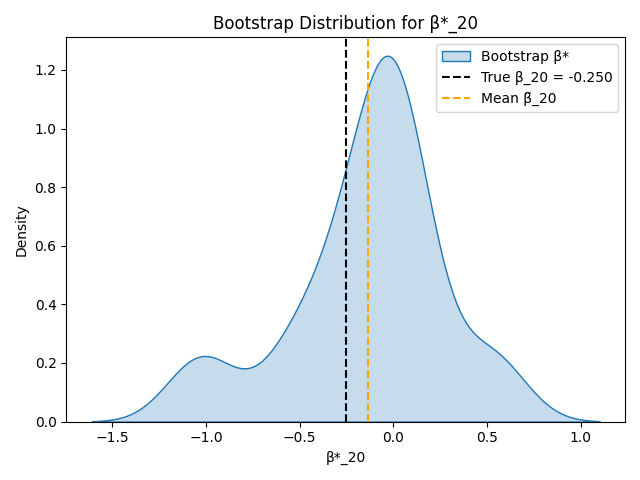 Bootstrap Distribution for β*_20
Bootstrap β*
True β_20 = -0.250
Mean β̂_20
Density
0.0
0.2
0.4
0.6
0.8
1.0
1.2
−1.5
−1.0
−0.5
0.0
0.5
1.0
β*_20